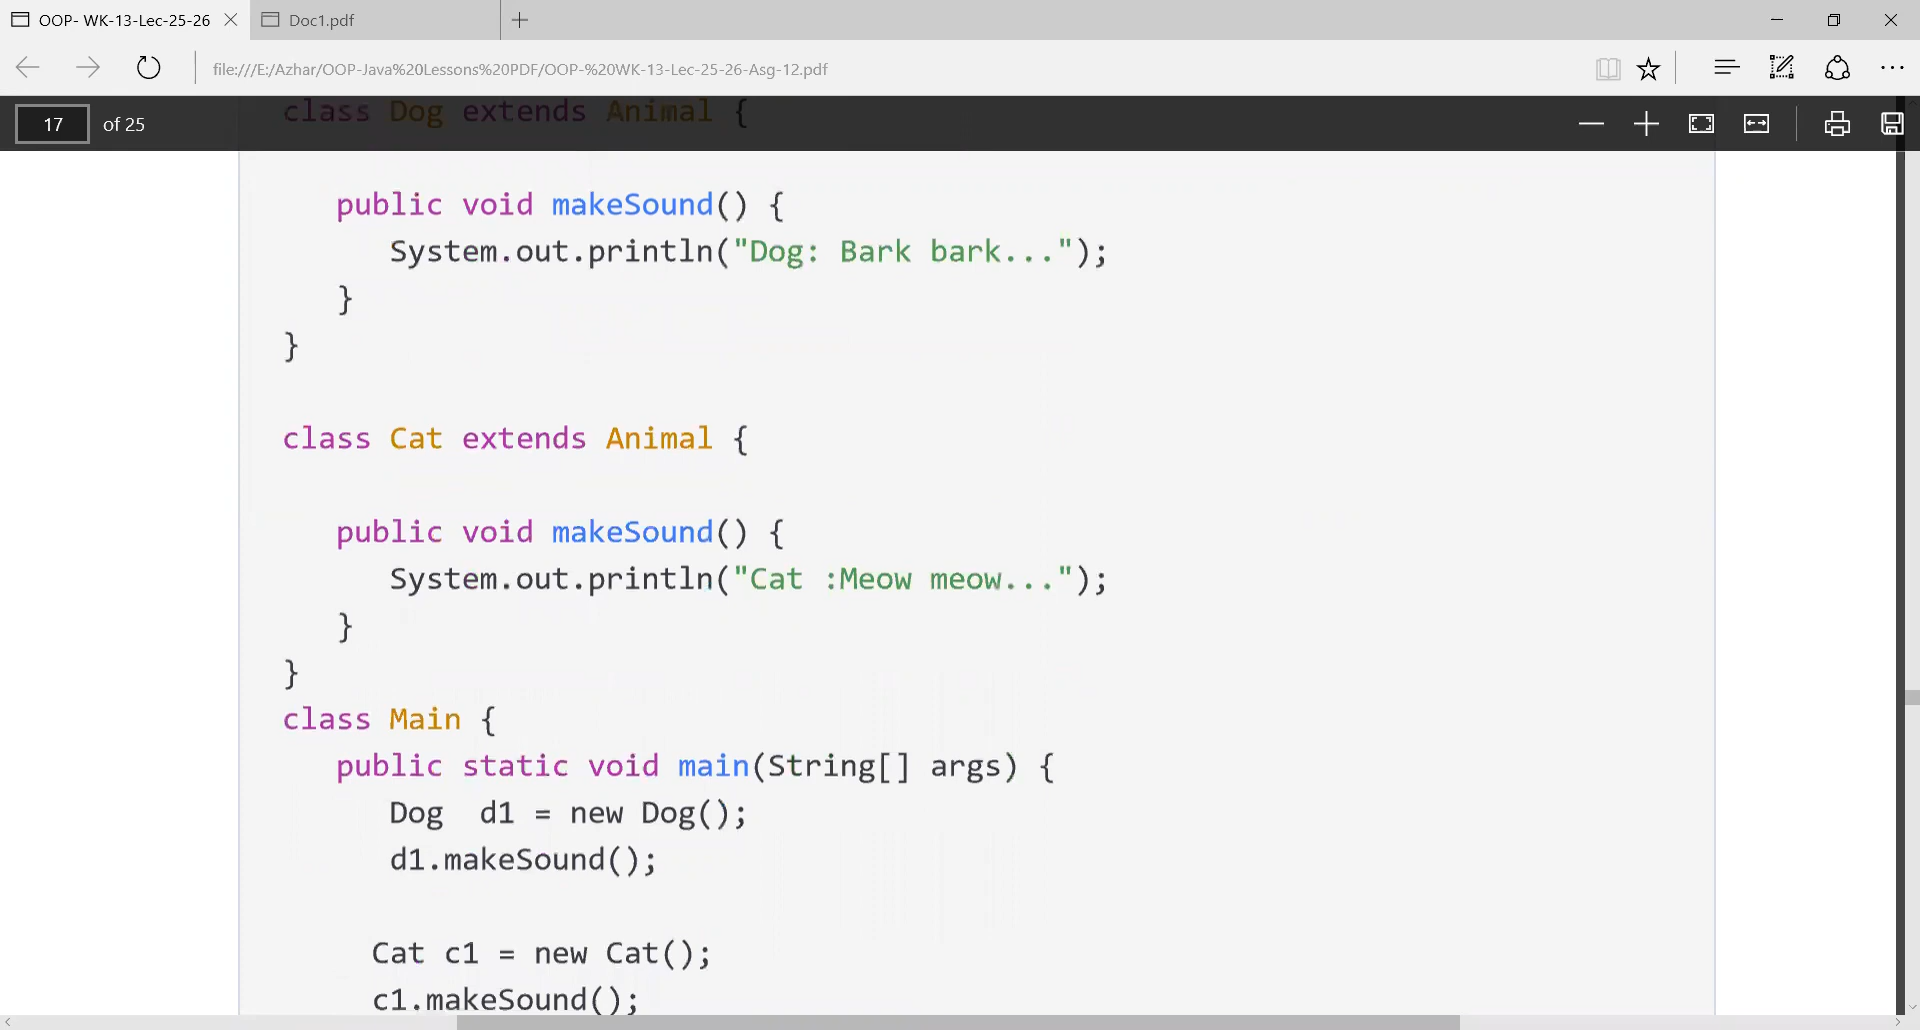 OOP- WK-13-Lec-25-26
Doc1.pdf
file:///E:/Azhar/OOP-Java%20Lessons%20PDF/OOP-%20WK-13-Lec-25-26-Asg-12.pdf
17 of 25
class Dog extends Animal {
public void makeSound() {
System.out.println("Dog: Bark bark...");
}
}
class Cat extends Animal {
public void makeSound() {
System.out.println("Cat :Meow meow...");
}
}
class Main {
public static void main(String[] args) {
Dog  d1 = new Dog();
d1.makeSound();
Cat c1 = new Cat();
c1.makeSound();